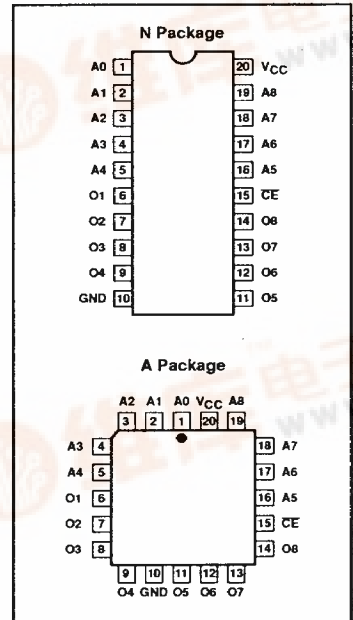 N Package
A0 1 20 VCC
A1 2 19 A8
A2 3 18 A7
A3 4 17 A6
A4 5 16 A5
O1 6 15 CE
O2 7 14 O8
O3 8 13 O7
O4 9 12 O6
GND 10 11 O5
A Package
A2 A1 A0 VCC A8
3 2 1 20 19
A3 4 18 A7
A4 5 17 A6
O1 6 16 A5
O2 7 15 CE
O3 8 14 O8
9 10 11 12 13
O4 GND O5 O6 O7